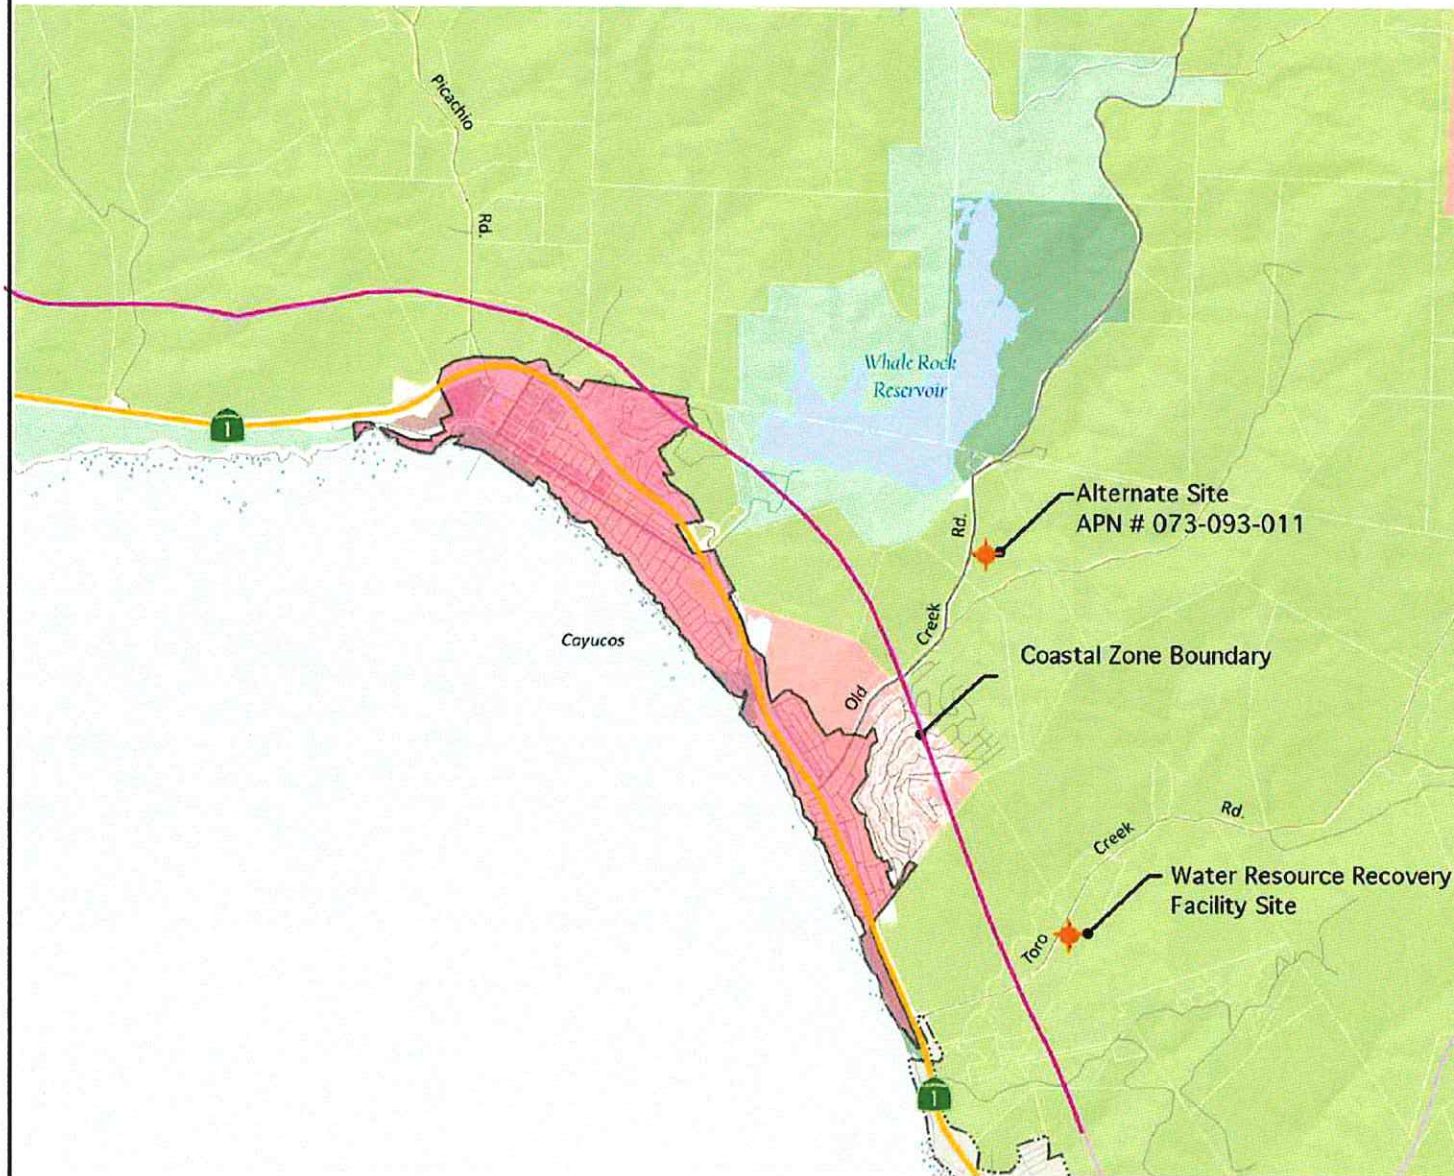 Picachio
Rd.
Whale Rock
Reservoir
1
Alternate Site
APN # 073-093-011
Rd.
Creek
Old
Cayucos
Coastal Zone Boundary
Rd.
Creek
Toro
Water Resource Recovery
Facility Site
1